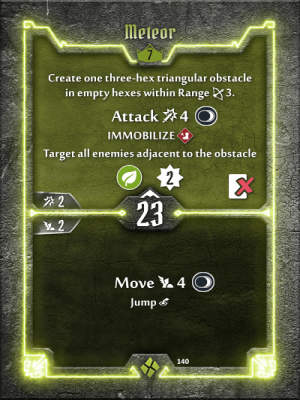 Meteor
7
Create one three-hex triangular obstacle
in empty hexes within Range 3.
Attack 4
IMMOBILIZE
Target all enemies adjacent to the obstacle
2
2
23
2
Move 4
Jump
140